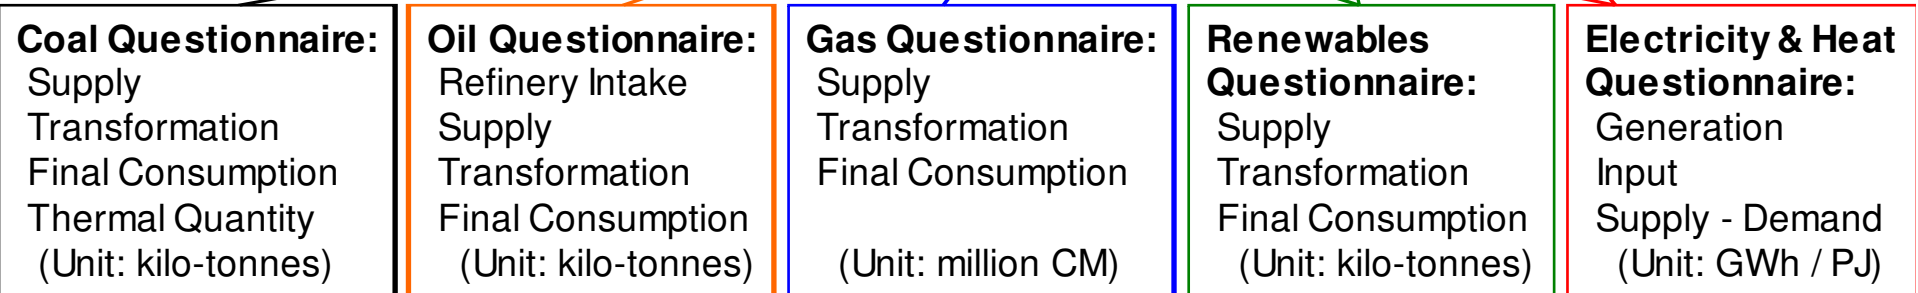 Coal Questionnaire:
Supply
Transformation
Final Consumption
Thermal Quantity
(Unit: kilo-tonnes)
Oil Questionnaire:
Refinery Intake
Supply
Transformation
Final Consumption
(Unit: kilo-tonnes)
Gas Questionnaire:
Supply
Transformation
Final Consumption
(Unit: million CM)
Renewables
Questionnaire:
Supply
Transformation
Final Consumption
(Unit: kilo-tonnes)
Electricity & Heat
Questionnaire:
Generation
Input
Supply - Demand
(Unit: GWh / PJ)